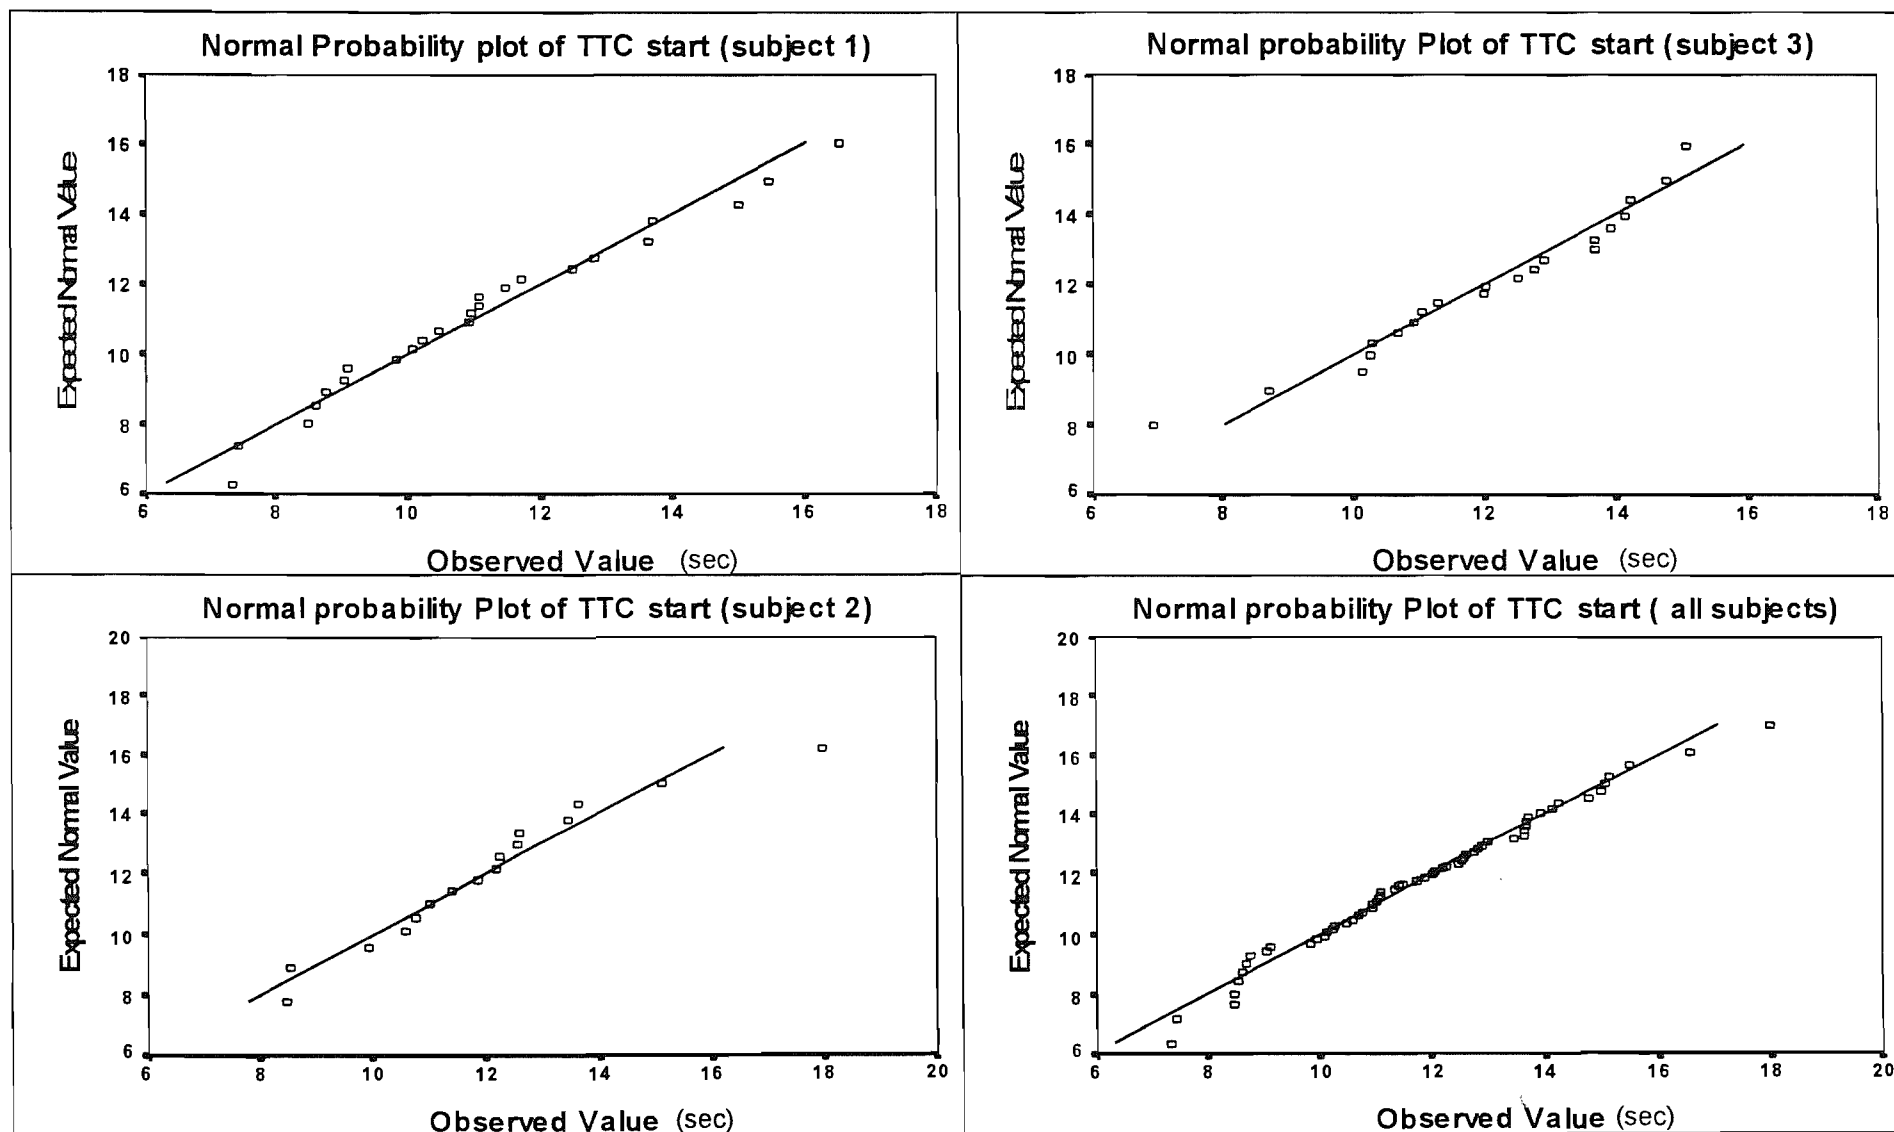 Normal Probability plot of TTC start (subject 1)
18
16
14
12
10
8
6
Expected Normal Value
6 8 10 12 14 16 18
Observed Value (sec)
Normal probability Plot of TTC start (subject 3)
18
16
14
12
10
8
6
Expected Normal Value
6 8 10 12 14 16 18
Observed Value (sec)
Normal probability Plot of TTC start (subject 2)
20
18
16
14
12
10
8
6
Expected Normal Value
6 8 10 12 14 16 18 20
Observed Value (sec)
Normal probability Plot of TTC start ( all subjects)
20
18
16
14
12
10
8
6
Expected Normal Value
6 8 10 12 14 16 18 20
Observed Value (sec)